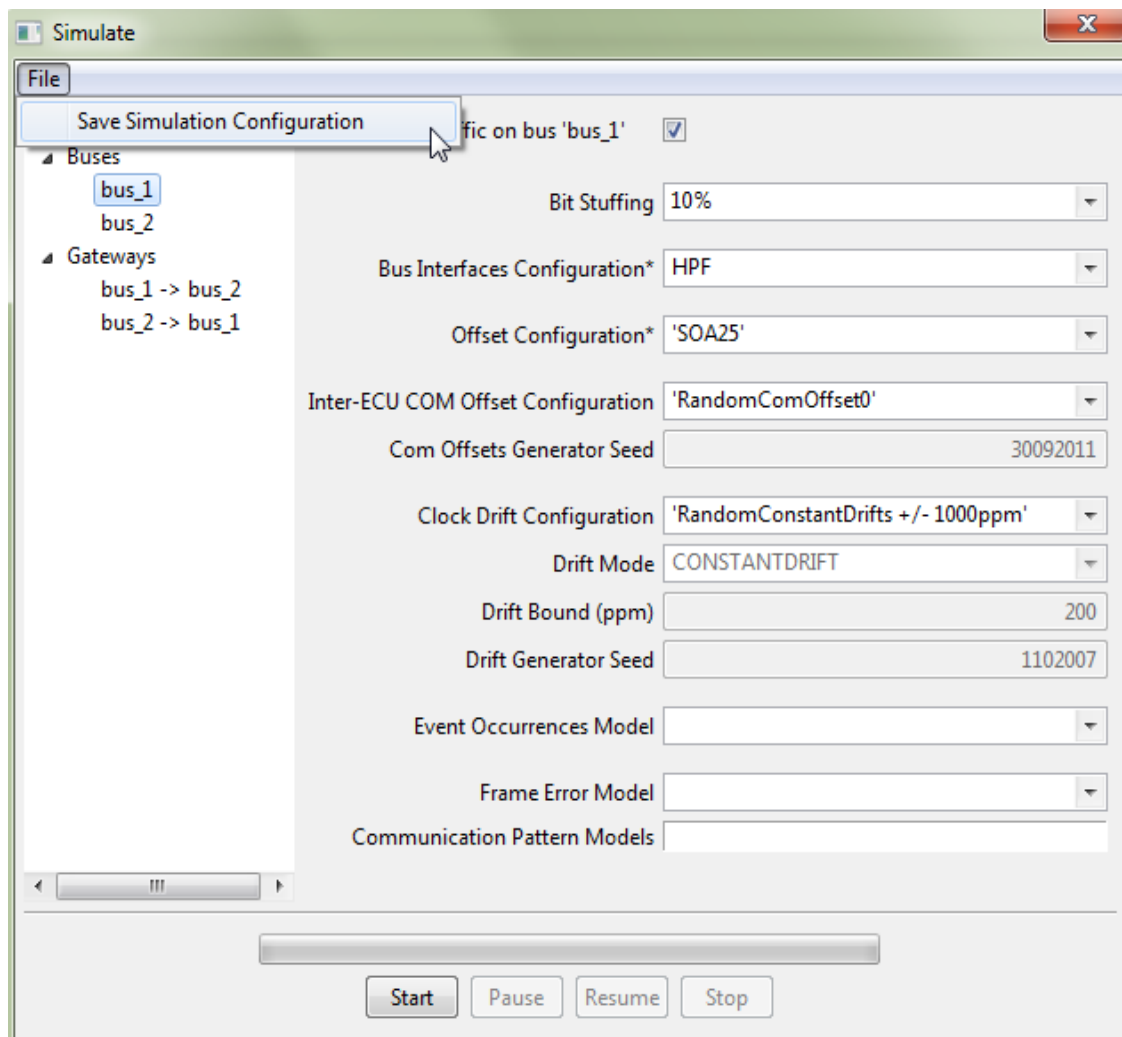 Simulate
File
Save Simulation Configuration
fic on bus 'bus_1'
Buses
bus_1
bus_2
Gateways
bus_1 -> bus_2
bus_2 -> bus_1
Bit Stuffing 10%
Bus Interfaces Configuration* HPF
Offset Configuration* 'SOA25'
Inter-ECU COM Offset Configuration 'RandomComOffset0'
Com Offsets Generator Seed 30092011
Clock Drift Configuration 'RandomConstantDrifts +/- 1000ppm'
Drift Mode CONSTANTDRIFT
Drift Bound (ppm) 200
Drift Generator Seed 1102007
Event Occurrences Model
Frame Error Model
Communication Pattern Models
Start Pause Resume Stop